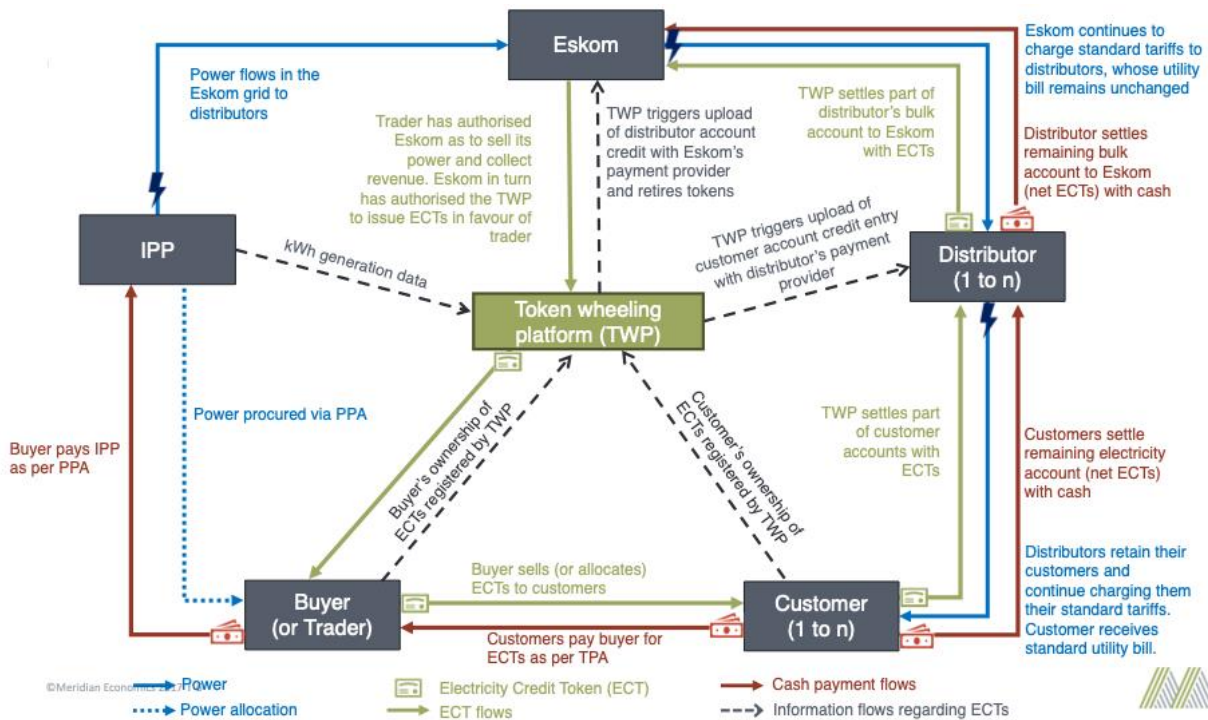 Eskom
Power flows in the
Eskom grid to
distributors
Trader has authorised
Eskom as to sell its
power and collect
revenue. Eskom in turn
has authorised the TWP
to issue ECTs in favour of
trader
TWP triggers upload
of distributor account
credit with Eskom's
payment provider
and retires tokens
TWP settles part of
distributor's bulk
account to Eskom
with ECTs
Eskom continues to
charge standard tariffs to
distributors, whose utility
bill remains unchanged
Distributor settles
remaining bulk
account to Eskom
(net ECTs) with cash
IPP
kWh generation data
TWP triggers upload of
customer account credit entry
with distributor's payment
provider
Distributor
(1 to n)
Token wheeling
platform (TWP)
Buyer pays IPP
as per PPA
Power procured via PPA
Buyer's ownership of
ECTs registered by TWP
Customer's ownership of
ECTs registered by TWP
TWP settles part
of customer
accounts with
ECTs
Customers settle
remaining electricity
account (net ECTs)
with cash
Buyer
(or Trader)
Buyer sells (or allocates)
ECTs to customers
Customers pay buyer for
ECTs as per TPA
Customer
(1 to n)
Distributors retain their
customers and
continue charging them
their standard tariffs.
Customer receives
standard utility bill.
©Meridian Economics 2017
Power
Power allocation
Electricity Credit Token (ECT)
ECT flows
Cash payment flows
Information flows regarding ECTs